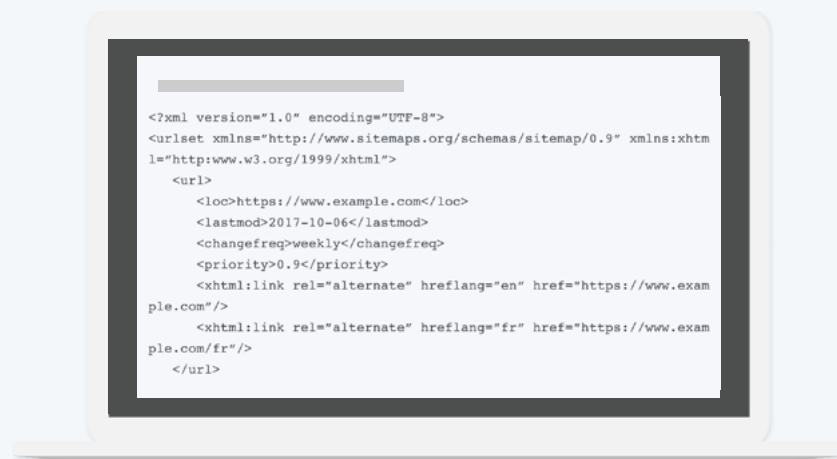 <?xml version="1.0" encoding="UTF-8">
<urlset xmlns="http://www.sitemaps.org/schemas/sitemap/0.9" xmlns:xhtm
l="http:www.w3.org/1999/xhtml">
<url>
<loc>https://www.example.com</loc>
<lastmod>2017-10-06</lastmod>
<changefreq>weekly</changefreq>
<priority>0.9</priority>
<xhtml:link rel="alternate" hreflang="en" href="https://www.exam
ple.com"/>
<xhtml:link rel="alternate" hreflang="fr" href="https://www.exam
ple.com/fr"/>
</url>